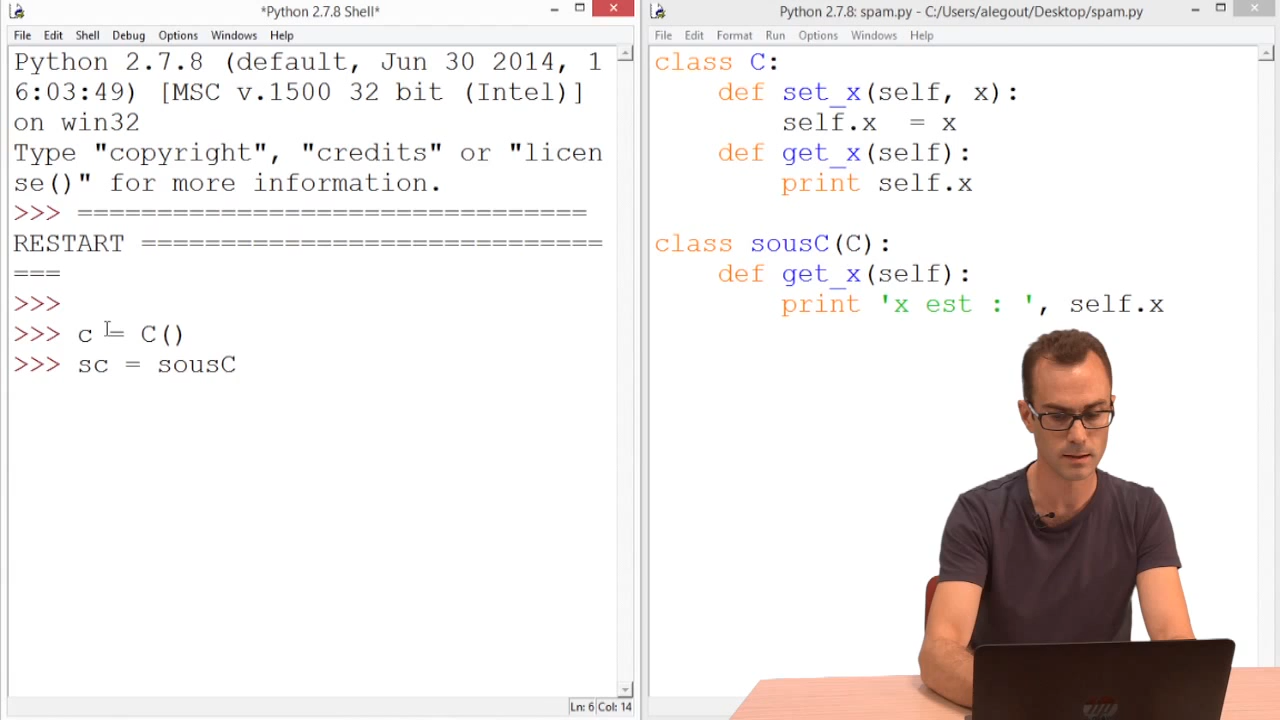 *Python 2.7.8 Shell*
File Edit Shell Debug Options Windows Help
Python 2.7.8 (default, Jun 30 2014, 1
6:03:49) [MSC v.1500 32 bit (Intel)]
on win32
Type "copyright", "credits" or "licen
se()" for more information.
>>> ================================
RESTART =============================
===
>>>
>>> c = C()
>>> sc = sousC
Ln: 6 Col: 14
Python 2.7.8: spam.py - C:/Users/alegout/Desktop/spam.py
File Edit Format Run Options Windows Help
class C:
    def set_x(self, x):
        self.x  = x
    def get_x(self):
        print self.x
class sousC(C):
    def get_x(self):
        print 'x est : ', self.x